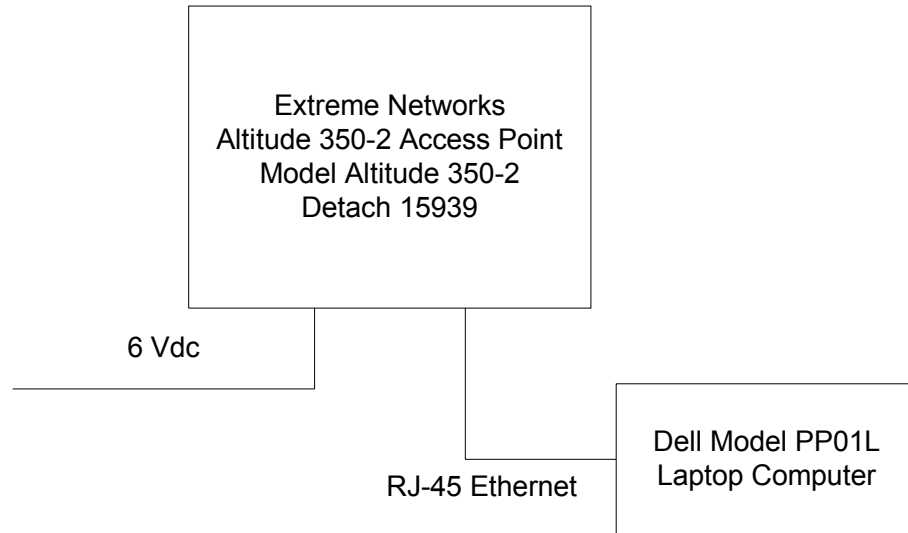 Extreme Networks
Altitude 350-2 Access Point
Model Altitude 350-2
Detach 15939
6 Vdc
RJ-45 Ethernet
Dell Model PP01L
Laptop Computer